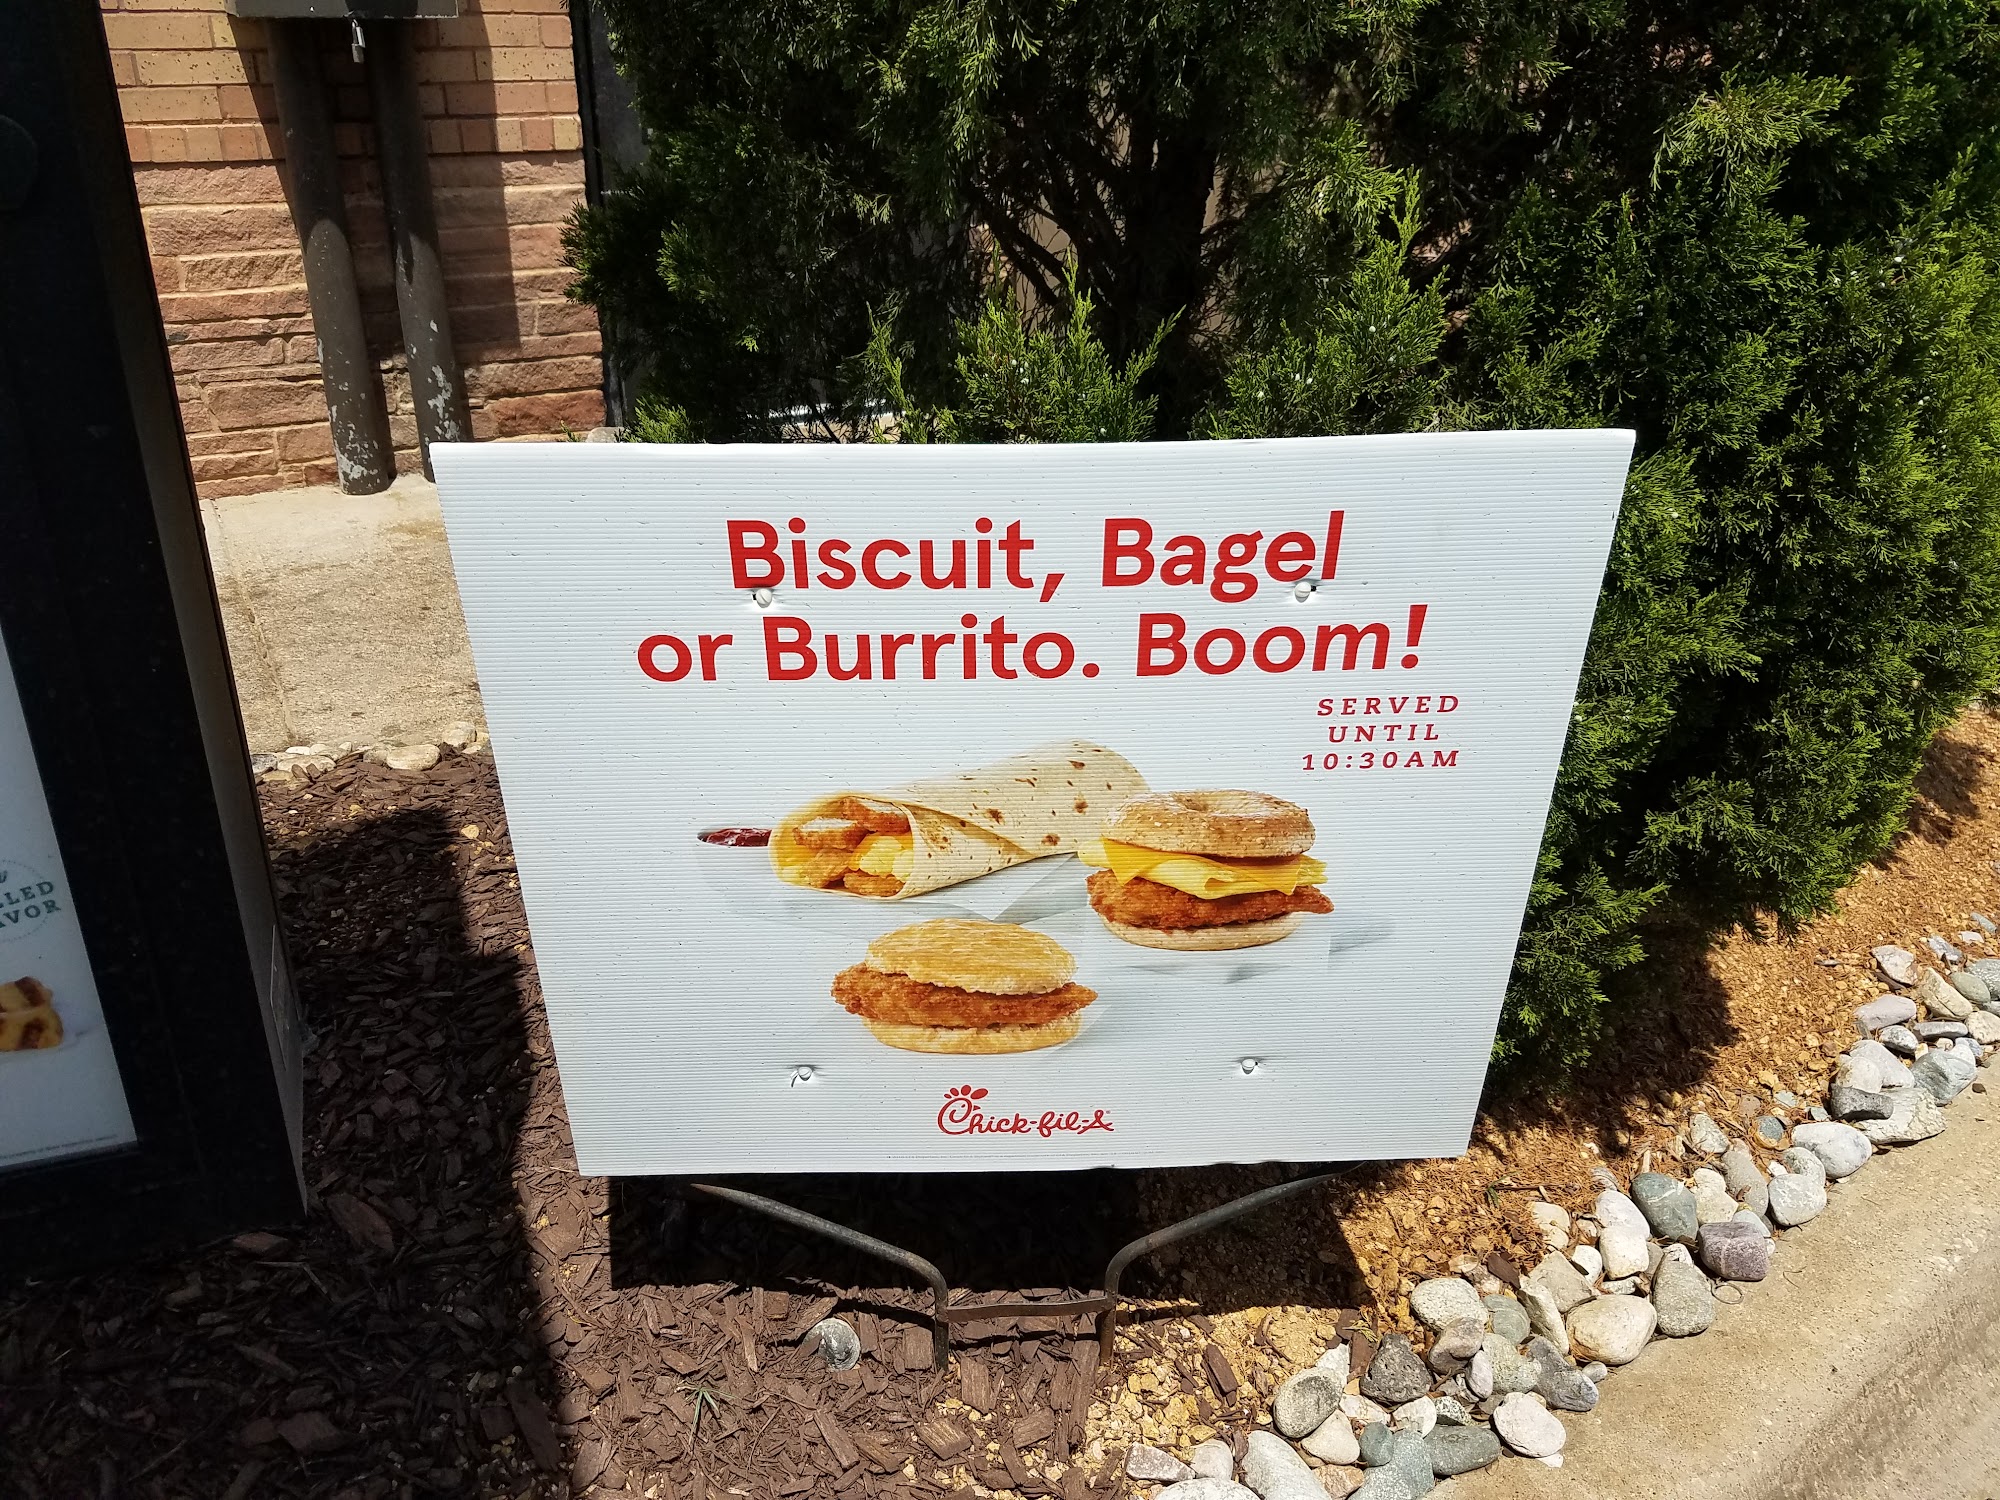 Biscuit, Bagel
or Burrito. Boom!
SERVED
UNTIL
10:30AM
Chick-fil-A